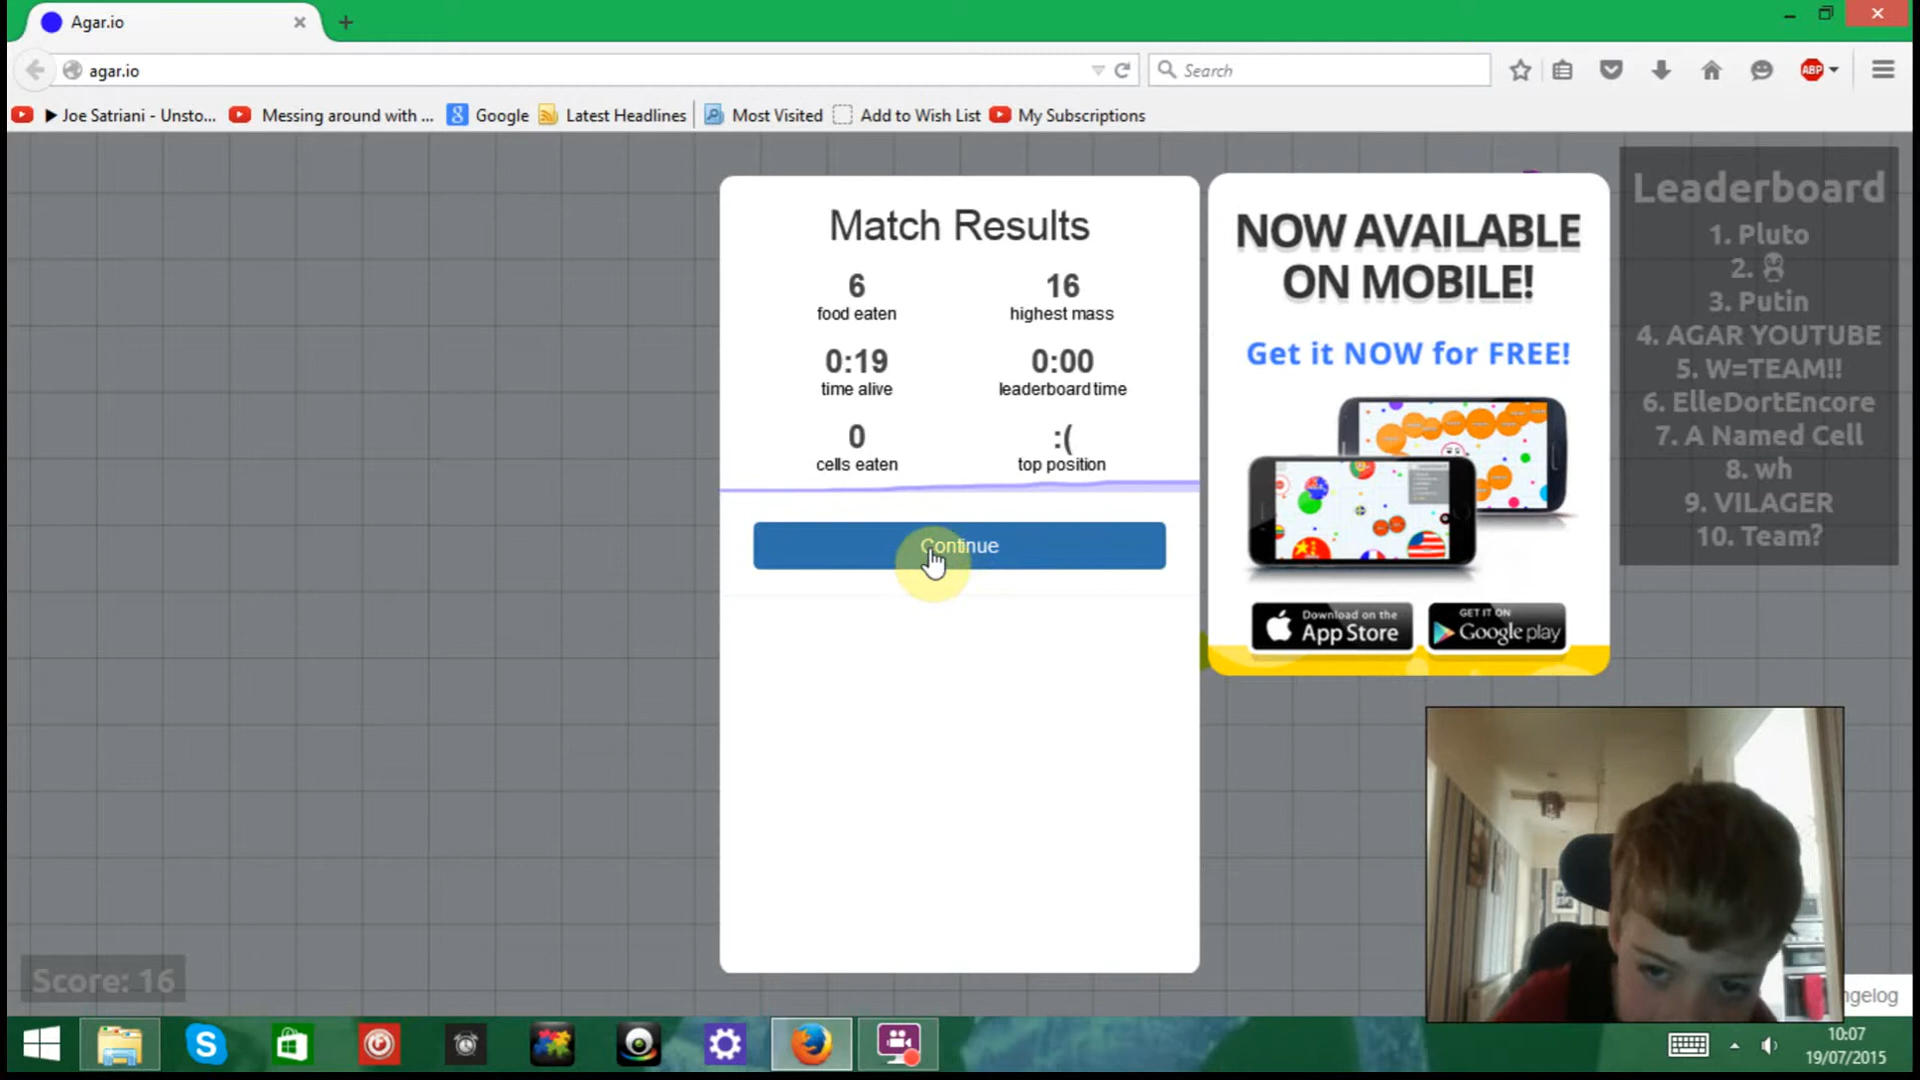 Agar.io
agar.io
Search
ABP
Joe Satriani - Unsto...
Messing around with ...
Google
Latest Headlines
Most Visited
Add to Wish List
My Subscriptions
Match Results
6
food eaten
16
highest mass
0:19
time alive
0:00
leaderboard time
0
cells eaten
:(
top position
Continue
NOW AVAILABLE
ON MOBILE!
Get it NOW for FREE!
Download on the
App Store
GET IT ON
Google play
Leaderboard
1. Pluto
2.
3. Putin
4. AGAR YOUTUBE
5. W=TEAM!!
6. ElleDortEncore
7. A Named Cell
8. wh
9. VILAGER
10. Team?
Score: 16
ngelog
10:07
19/07/2015